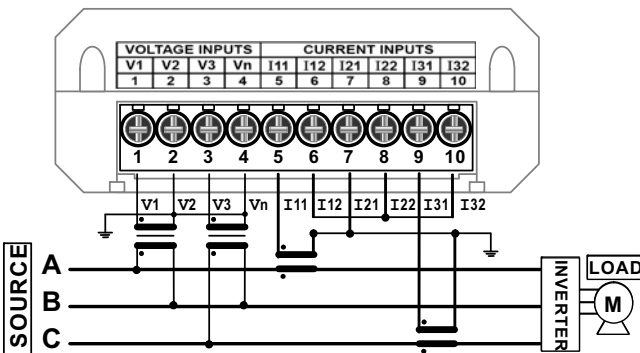 VOLTAGE INPUTS CURRENT INPUTS
V1 V2 V3 Vn I11 I12 I21 I22 I31 I32
1 2 3 4 5 6 7 8 9 10
1 2 3 4 5 6 7 8 9 10
V1 V2 V3 Vn I11 I12 I21 I22 I31 I32
SOURCE
A
B
C
INVERTER
LOAD
M